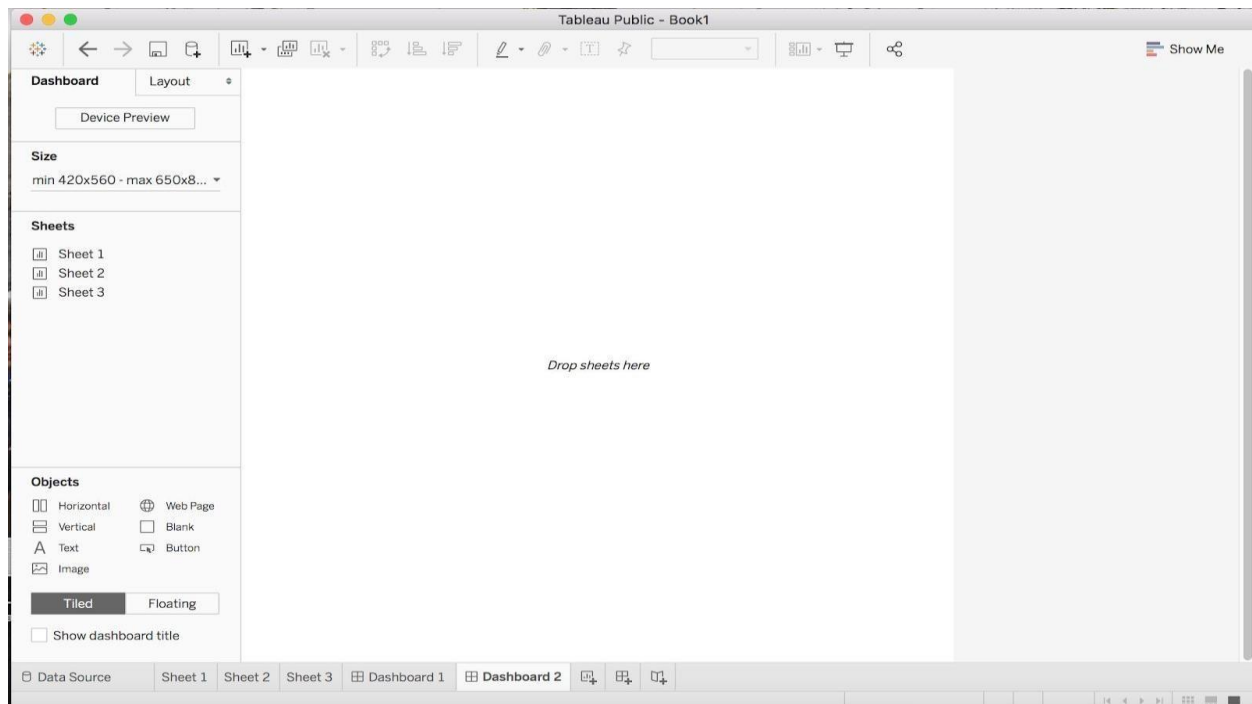 Tableau Public - Book1
Show Me
Dashboard Layout
Device Preview
Size
min 420x560 - max 650x8...
Sheets
Sheet 1
Sheet 2
Sheet 3
Drop sheets here
Objects
Horizontal Web Page
Vertical Blank
A Text Button
Image
Tiled Floating
Show dashboard title
Data Source Sheet 1 Sheet 2 Sheet 3 Dashboard 1 Dashboard 2